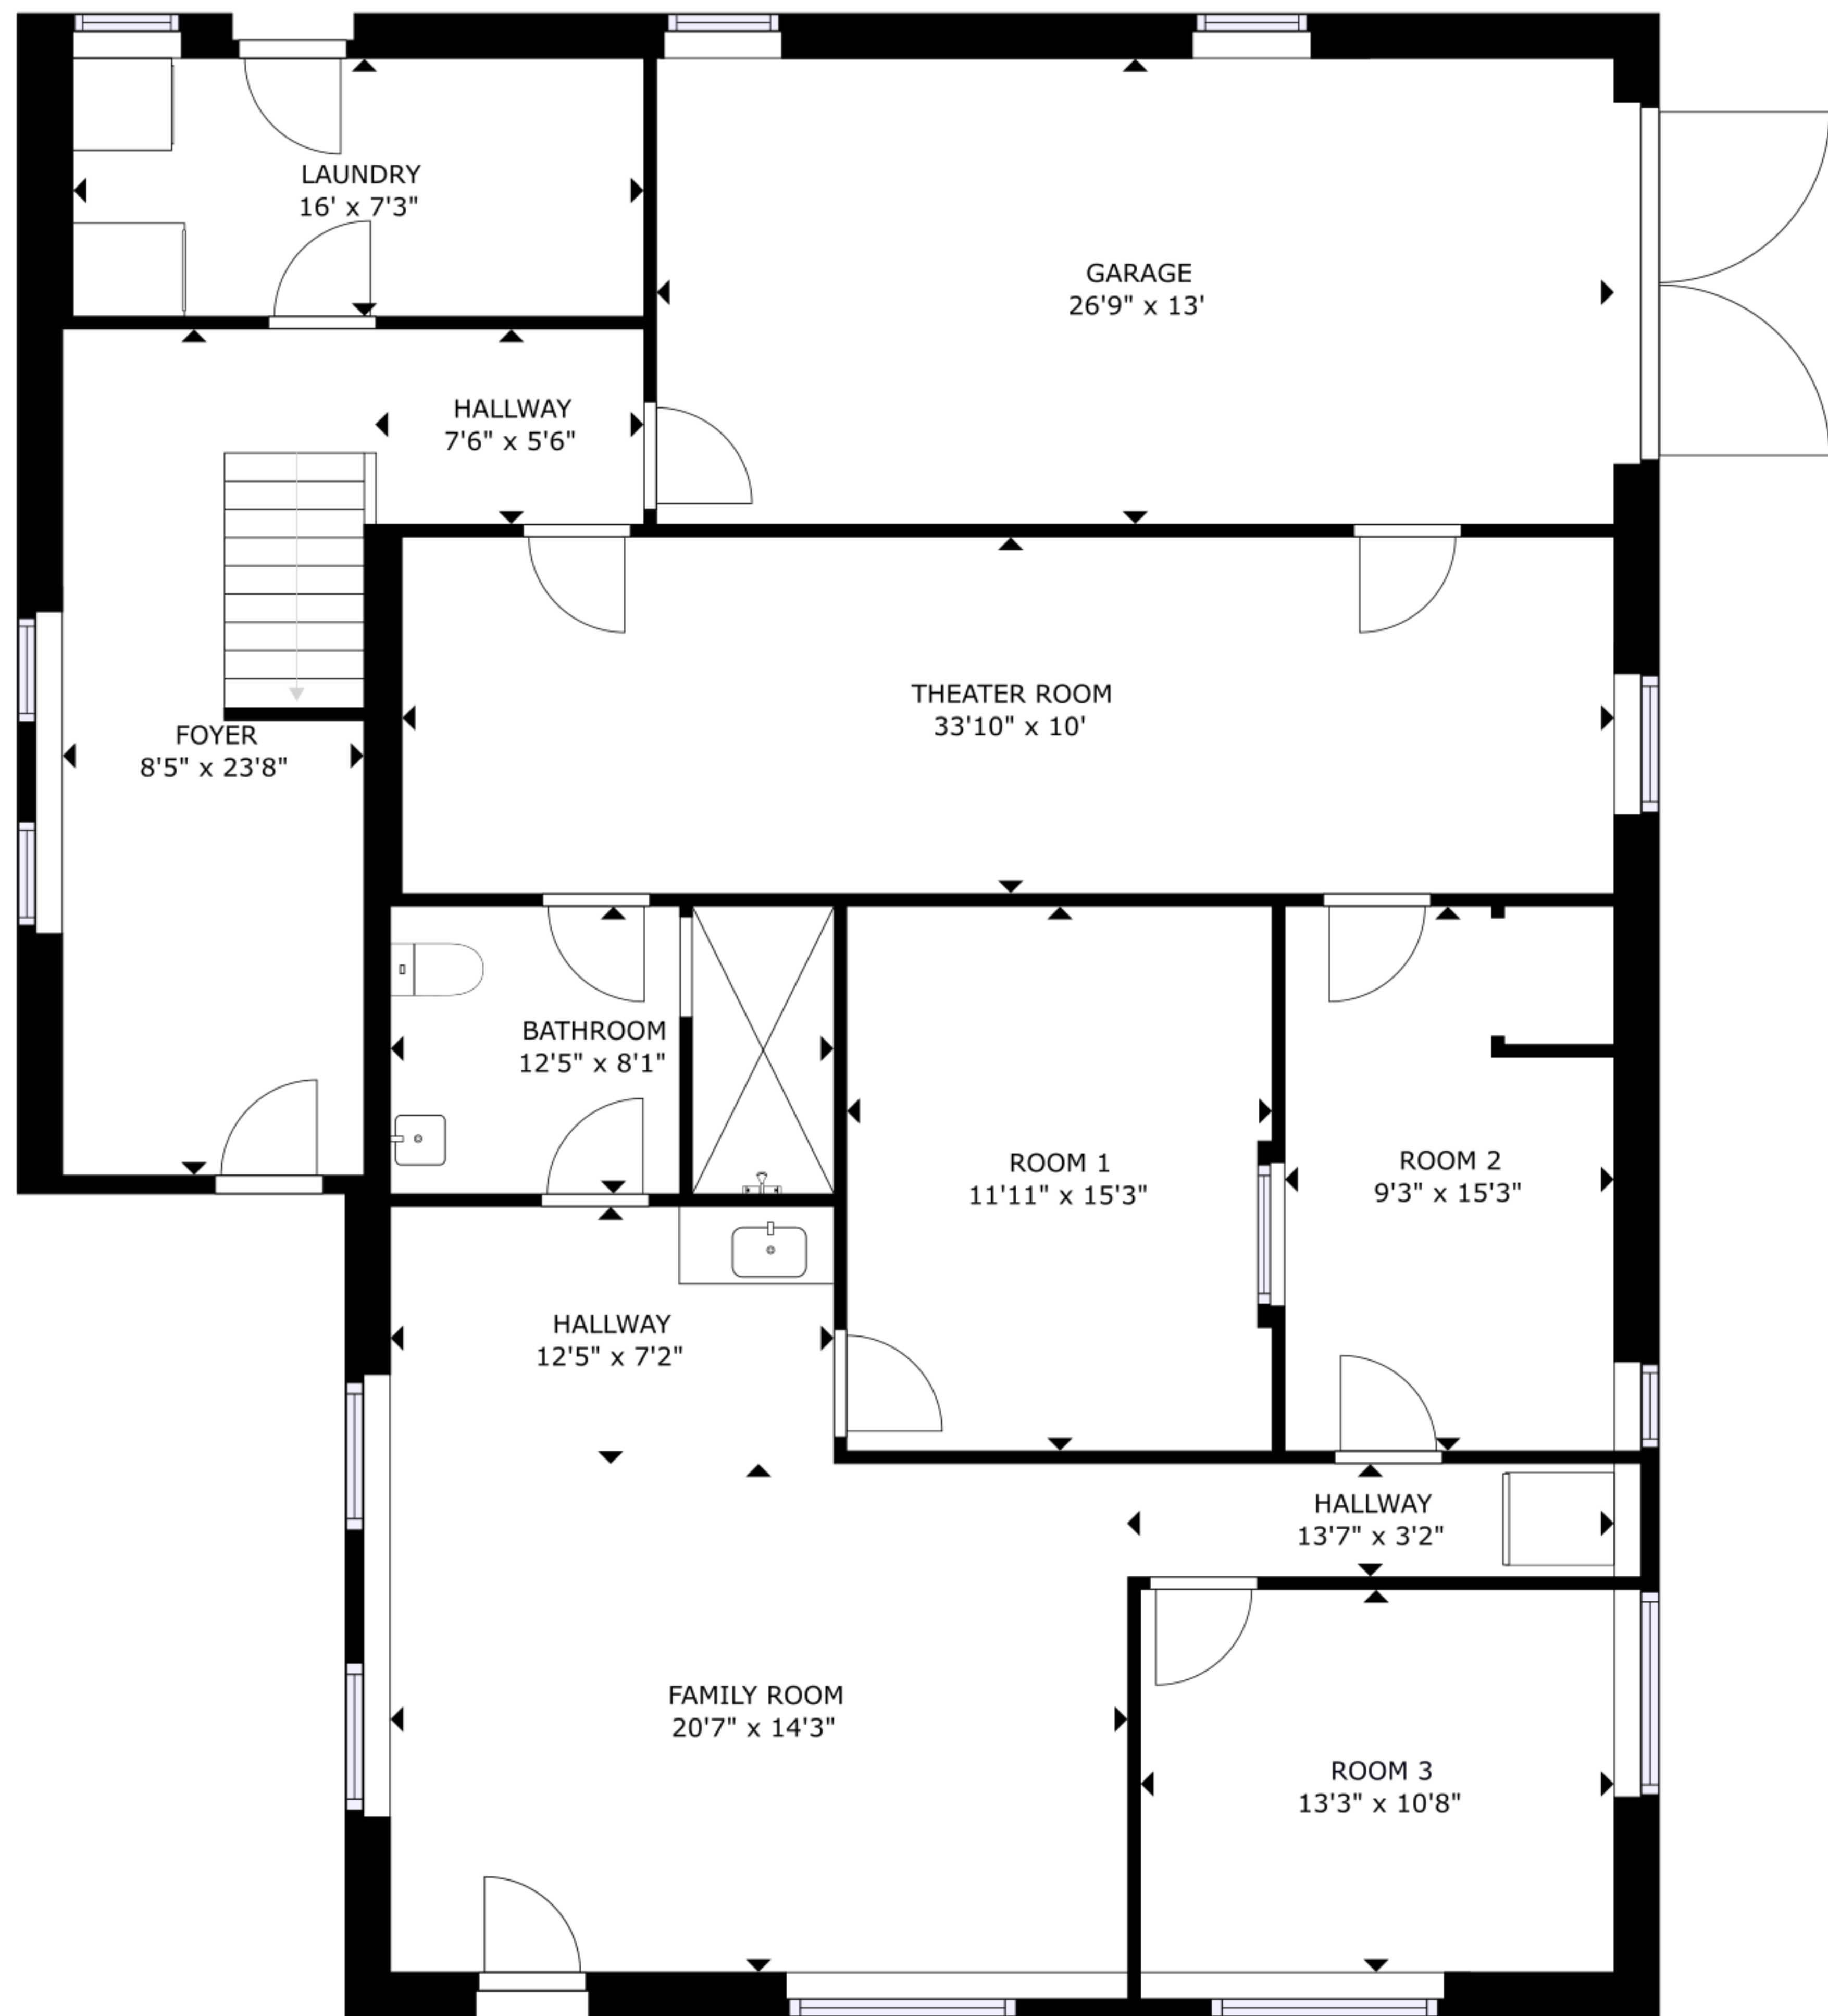 LAUNDRY
16' x 7'3"
GARAGE
26'9" x 13'
HALLWAY
7'6" x 5'6"
THEATER ROOM
33'10" x 10'
FOYER
8'5" x 23'8"
BATHROOM
12'5" x 8'1"
ROOM 1
11'11" x 15'3"
ROOM 2
9'3" x 15'3"
HALLWAY
12'5" x 7'2"
HALLWAY
13'7" x 3'2"
FAMILY ROOM
20'7" x 14'3"
ROOM 3
13'3" x 10'8"